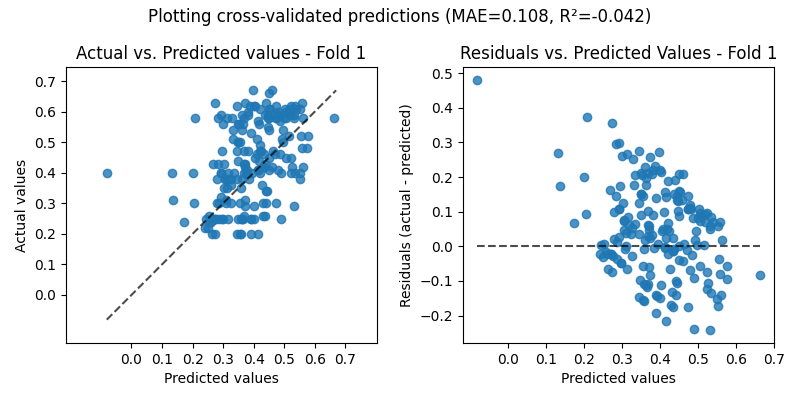 Plotting cross-validated predictions (MAE=0.108, R²=-0.042)
Actual vs. Predicted values - Fold 1
Actual values
0.7
0.6
0.5
0.4
0.3
0.2
0.1
0.0
0.0 0.1 0.2 0.3 0.4 0.5 0.6 0.7
Predicted values
Residuals vs. Predicted Values - Fold 1
Residuals (actual - predicted)
0.5
0.4
0.3
0.2
0.1
0.0
−0.1
−0.2
0.0 0.1 0.2 0.3 0.4 0.5 0.6 0.7
Predicted values